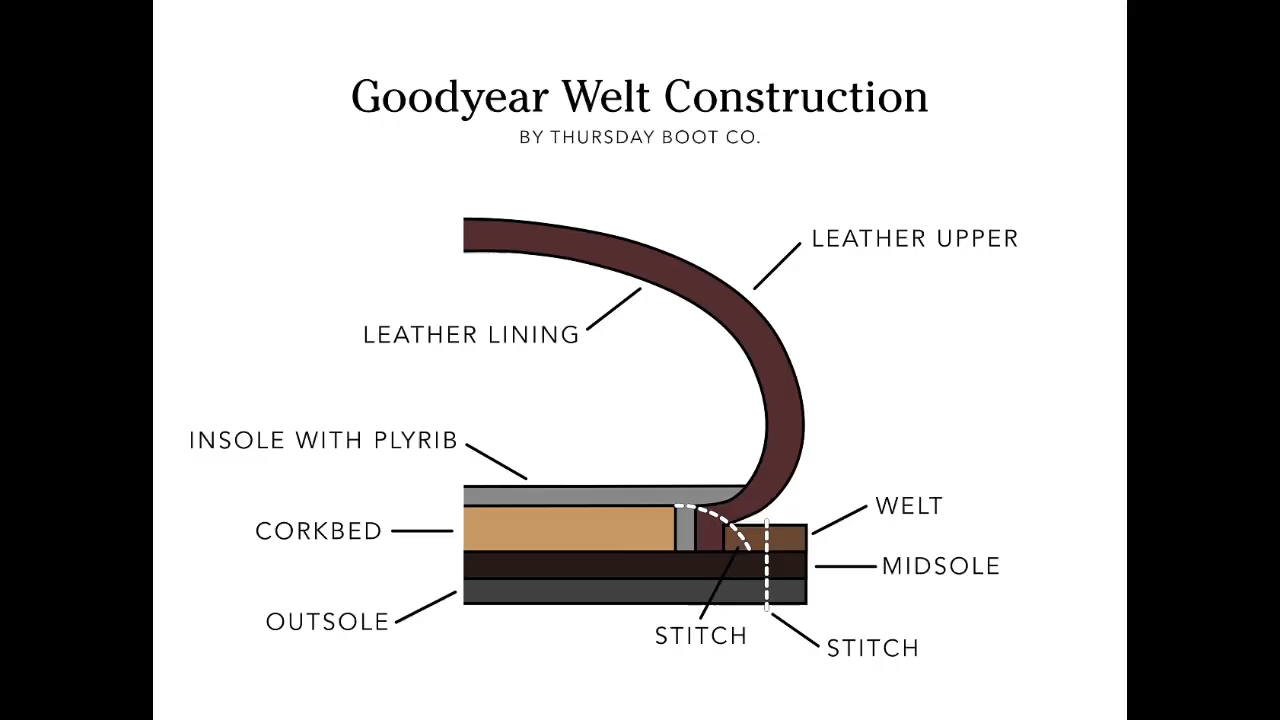 Goodyear Welt Construction
BY THURSDAY BOOT CO.
LEATHER UPPER
LEATHER LINING
INSOLE WITH PLYRIB
WELT
CORKBED
MIDSOLE
OUTSOLE
STITCH
STITCH